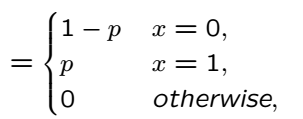 1 − p x = 0,
= { p x = 1,
0 otherwise,